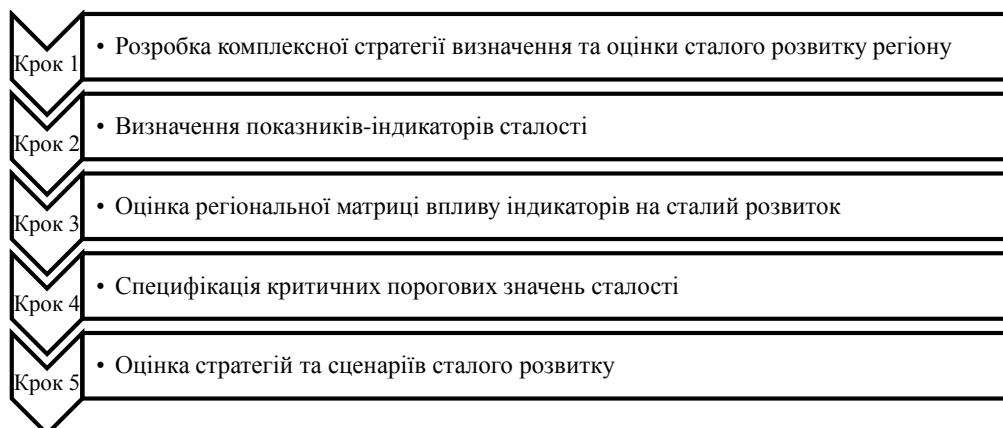 Крок 1
• Розробка комплексної стратегії визначення та оцінки сталого розвитку регіону
Крок 2
• Визначення показників-індикаторів сталості
Крок 3
• Оцінка регіональної матриці впливу індикаторів на сталий розвиток
Крок 4
• Специфікація критичних порогових значень сталості
Крок 5
• Оцінка стратегій та сценаріїв сталого розвитку